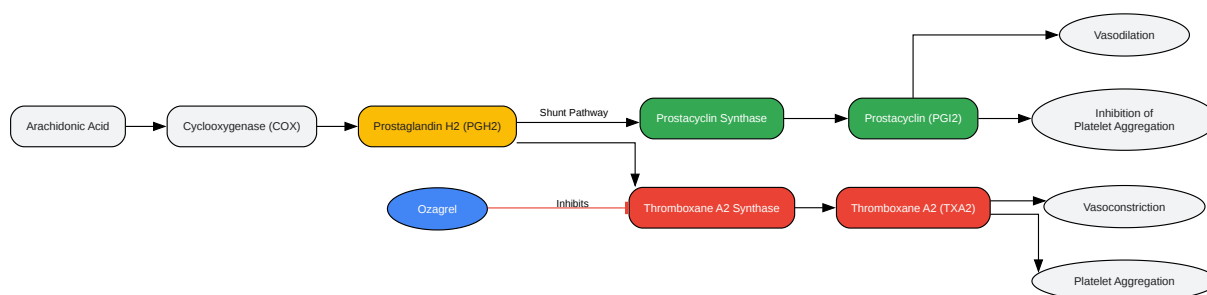 Vasodilation
Shunt Pathway
Arachidonic Acid
Cyclooxygenase (COX)
Prostaglandin H2 (PGH2)
Prostacyclin Synthase
Prostacyclin (PGI2)
Inhibition of
Platelet Aggregation
Ozagrel
Inhibits
Thromboxane A2 Synthase
Thromboxane A2 (TXA2)
Vasoconstriction
Platelet Aggregation